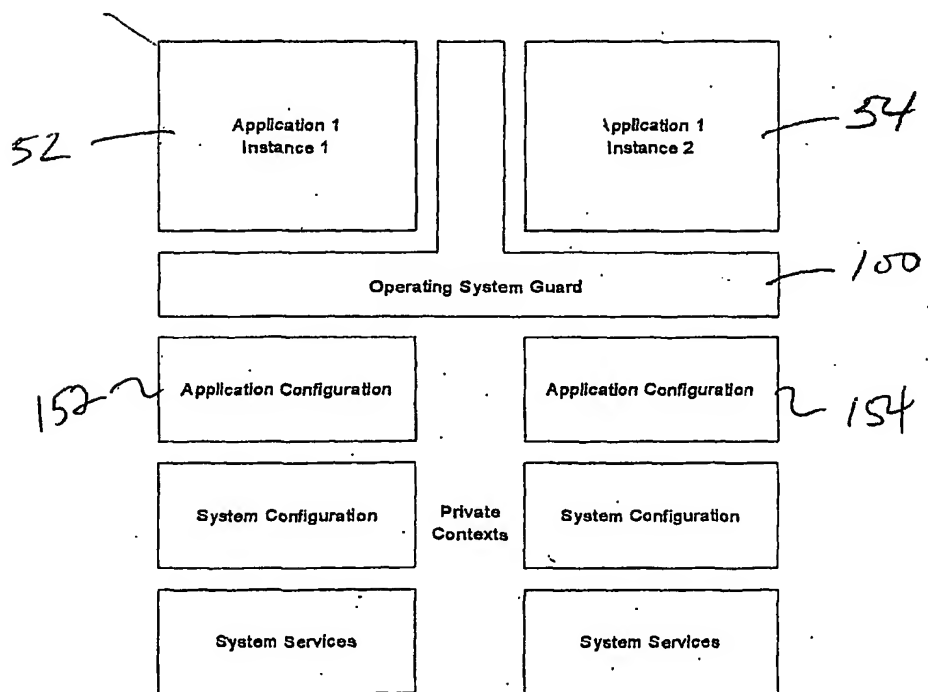 Application 1
Instance 1
Application 1
Instance 2
52
54
Operating System Guard
100
Application Configuration
Application Configuration
152
154
System Configuration
Private
Contexts
System Configuration
System Services
System Services